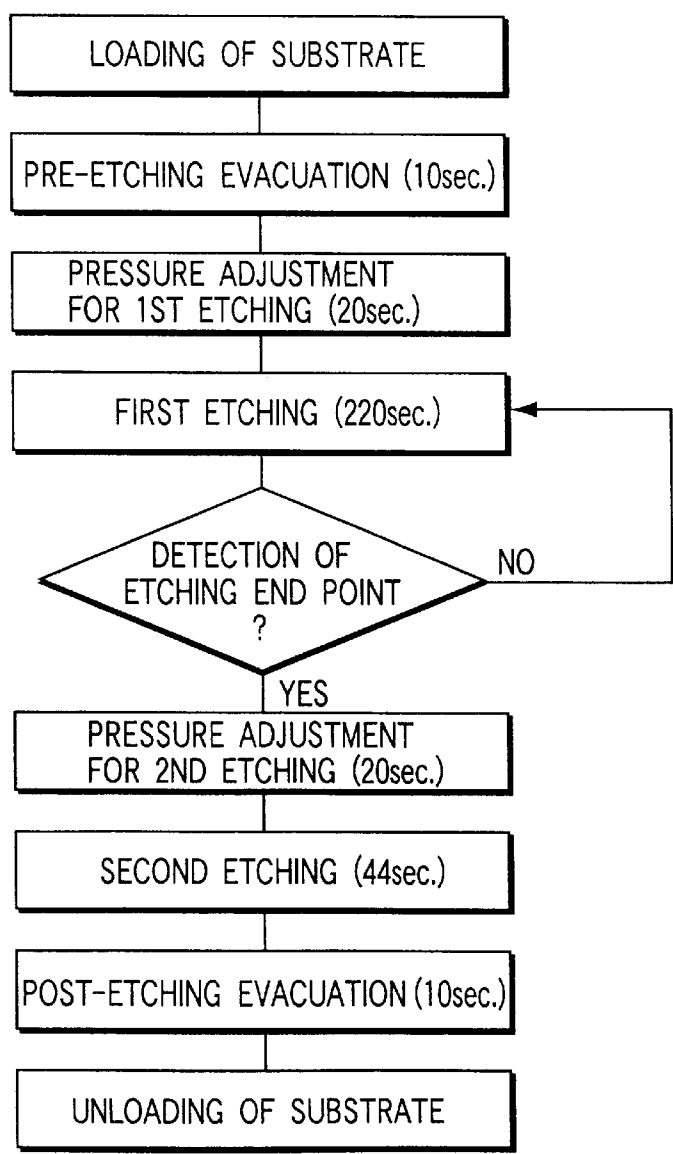 LOADING OF SUBSTRATE
PRE-ETCHING EVACUATION (10sec.)
PRESSURE ADJUSTMENT
FOR 1ST ETCHING (20sec.)
FIRST ETCHING (220sec.)
DETECTION OF
ETCHING END POINT
?
NO
YES
PRESSURE ADJUSTMENT
FOR 2ND ETCHING (20sec.)
SECOND ETCHING (44sec.)
POST-ETCHING EVACUATION (10sec.)
UNLOADING OF SUBSTRATE